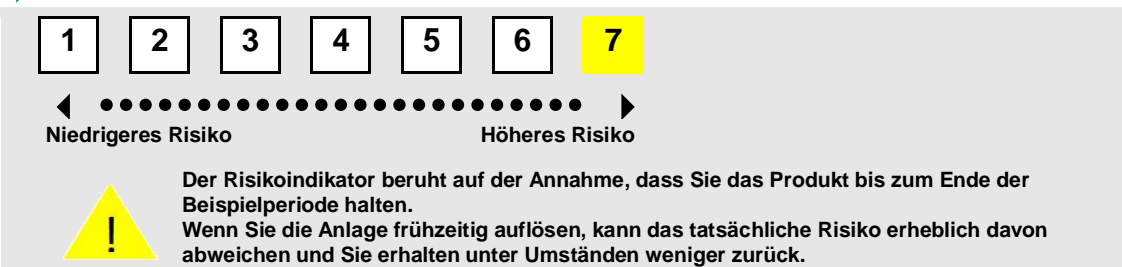 1 2 3 4 5 6 7
Niedrigeres Risiko Höheres Risiko
Der Risikoindikator beruht auf der Annahme, dass Sie das Produkt bis zum Ende der
Beispielperiode halten.
Wenn Sie die Anlage frühzeitig auflösen, kann das tatsächliche Risiko erheblich davon
abweichen und Sie erhalten unter Umständen weniger zurück.
!